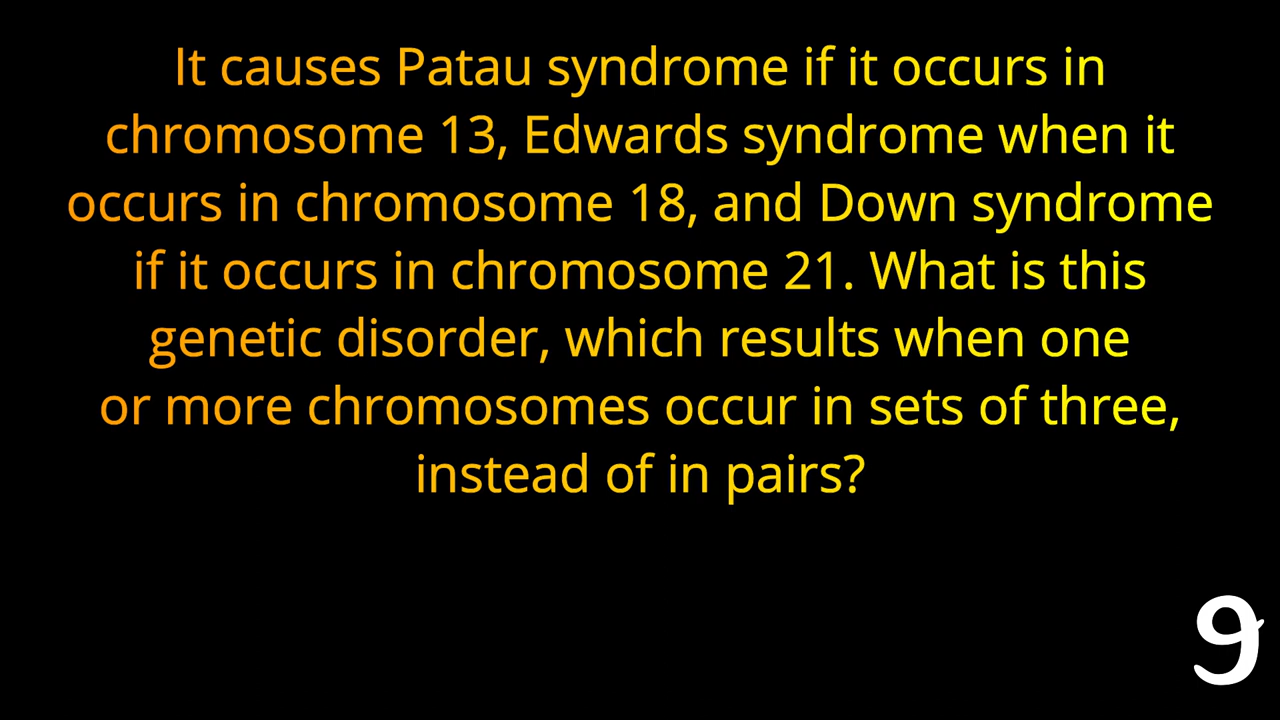 It causes Patau syndrome if it occurs in
chromosome 13, Edwards syndrome when it
occurs in chromosome 18, and Down syndrome
if it occurs in chromosome 21. What is this
genetic disorder, which results when one
or more chromosomes occur in sets of three,
instead of in pairs?
9